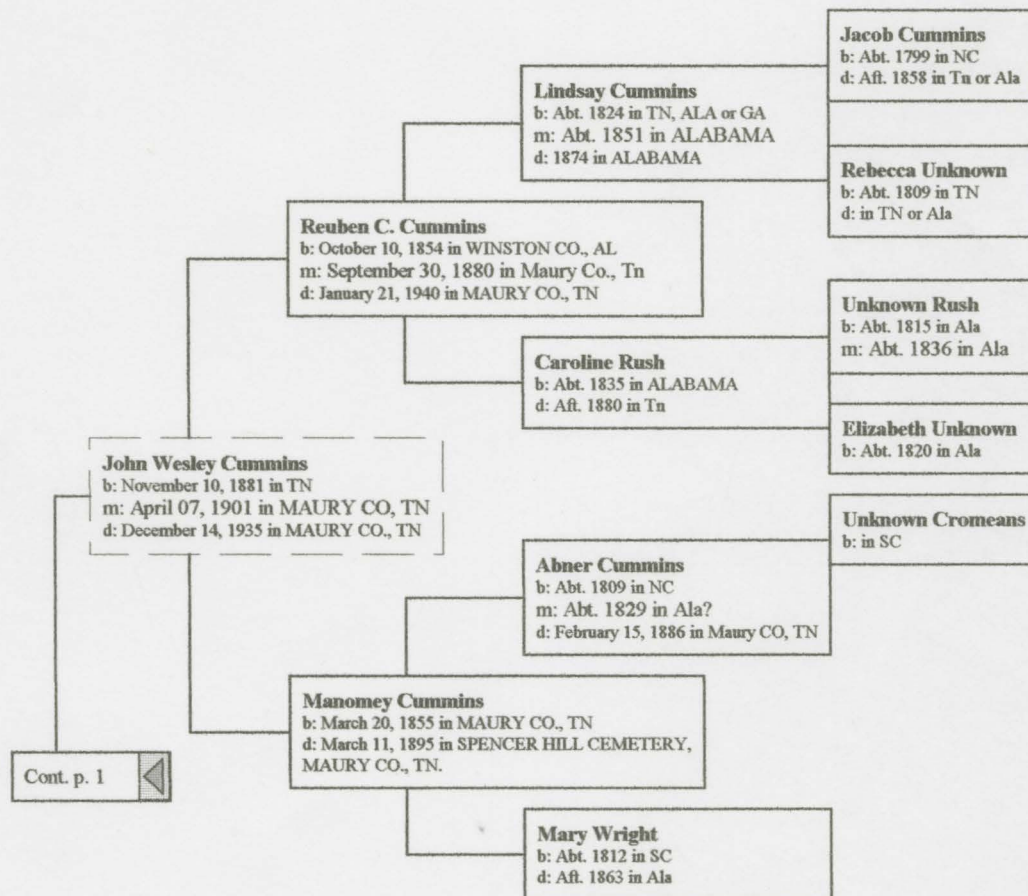 Jacob Cummins
b: Abt. 1799 in NC
d: Aft. 1858 in Tn or Ala
Lindsay Cummins
b: Abt. 1824 in TN, ALA or GA
m: Abt. 1851 in ALABAMA
d: 1874 in ALABAMA
Rebecca Unknown
b: Abt. 1809 in TN
d: in TN or Ala
Reuben C. Cummins
b: October 10, 1854 in WINSTON CO., AL
m: September 30, 1880 in Maury Co., Tn
d: January 21, 1940 in MAURY CO., TN
Unknown Rush
b: Abt. 1815 in Ala
m: Abt. 1836 in Ala
Caroline Rush
b: Abt. 1835 in ALABAMA
d: Aft. 1880 in Tn
Elizabeth Unknown
b: Abt. 1820 in Ala
John Wesley Cummins
b: November 10, 1881 in TN
m: April 07, 1901 in MAURY CO, TN
d: December 14, 1935 in MAURY CO., TN
Unknown Cromeans
b: in SC
Abner Cummins
b: Abt. 1809 in NC
m: Abt. 1829 in Ala?
d: February 15, 1886 in Maury CO, TN
Manomey Cummins
b: March 20, 1855 in MAURY CO., TN
d: March 11, 1895 in SPENCER HILL CEMETERY,
MAURY CO., TN.
Cont. p. 1
Mary Wright
b: Abt. 1812 in SC
d: Aft. 1863 in Ala